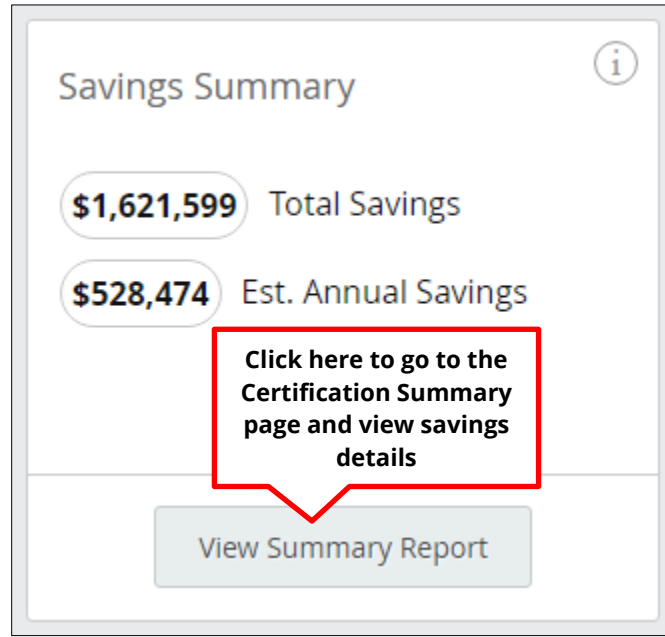 Savings Summary
i
$1,621,599 Total Savings
$528,474 Est. Annual Savings
Click here to go to the
Certification Summary
page and view savings
details
View Summary Report